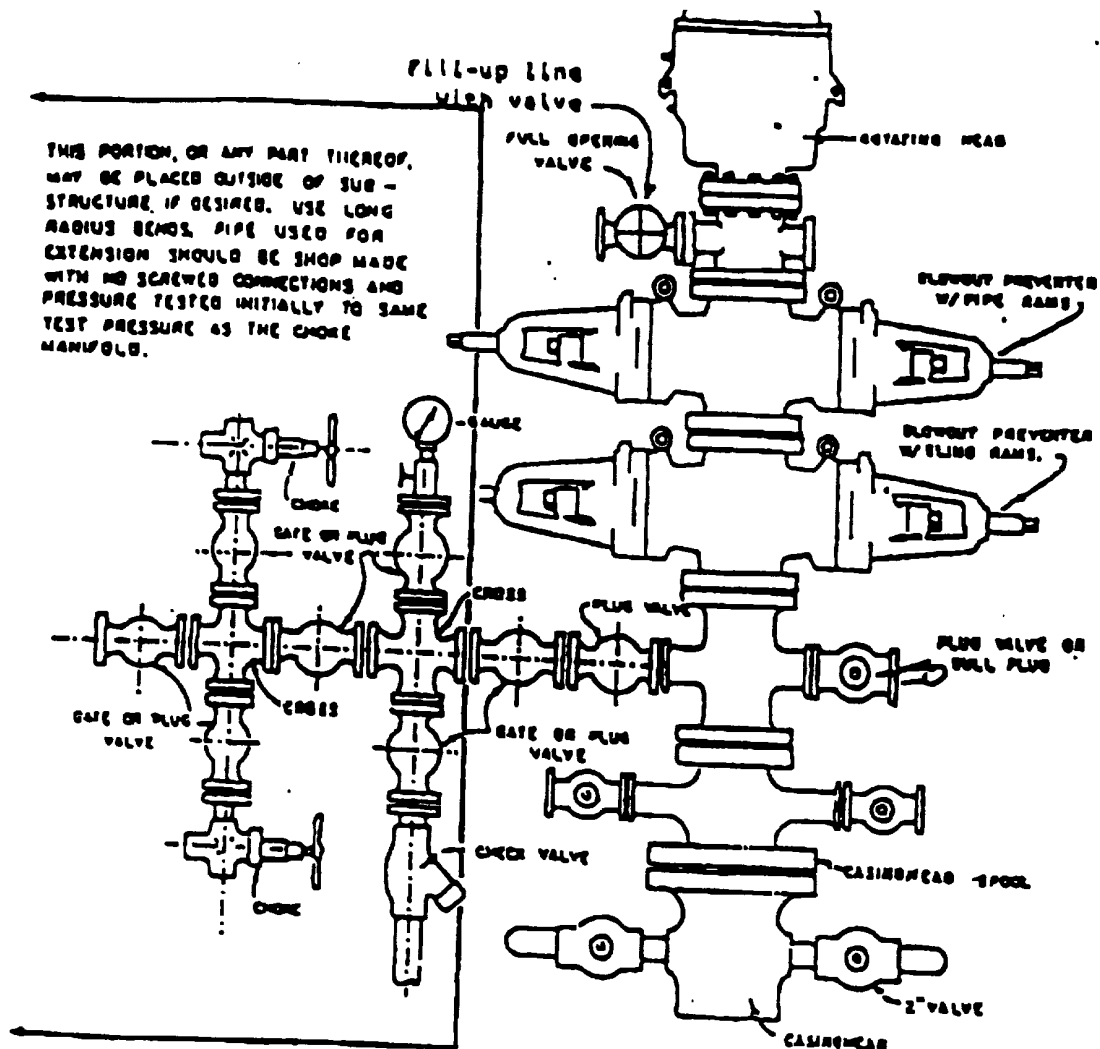 Fill-up line
with valve
FULL OPENING
VALVE
ROTATING HEAD
THIS PORTION, OR ANY PART THEREOF,
MAY BE PLACED OUTSIDE OF SUB-
STRUCTURE, IF DESIRED. USE LONG
RADIUS BENDS. PIPE USED FOR
EXTENSION SHOULD BE SHOP MADE
WITH NO SCREWED CONNECTIONS AND
PRESSURE TESTED INITIALLY TO SAME
TEST PRESSURE AS THE CHOKE
MANIFOLD.
BLOWOUT PREVENTER
W/PIPE RAMS.
GAUGE
BLOWOUT PREVENTER
W/BLIND RAMS.
CHOKE
GATE OR PLUG
VALVE
CROSS
PLUG VALVE
PLUG VALVE OR
BULL PLUG
CROSS
GATE OR PLUG
VALVE
GATE OR PLUG
VALVE
CHECK VALVE
CASINGHEAD SPOOL
CHOKE
2" VALVE
CASINGHEAD